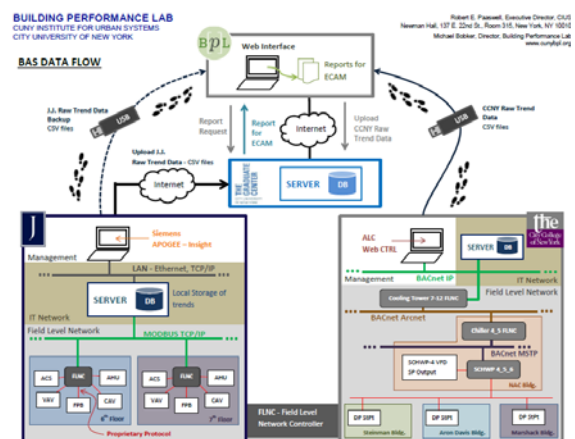 BUILDING PERFORMANCE LAB
CUNY INSTITUTE FOR URBAN SYSTEMS
CITY UNIVERSITY OF NEW YORK
Robert E. Paaswell, Executive Director, CIUS
Newman Hall, 137 E. 22nd St., Room 315, New York, NY 10010
Michael Bobker, Director, Building Performance Lab
www.cunybpl.org
BAS DATA FLOW
BPL
Web Interface
Reports for
ECAM
J.J. Raw Trend Data
Backup
CSV files
USB
USB
CCNY Raw Trend
Data
CSV files
Report
Request
Report
for
ECAM
Internet
Upload
CCNY Raw
Trend Data
Upload J.J.
Raw Trend Data - CSV files
Internet
THE
GRADUATE
CENTER
SERVER
DB
J
Siemens
APOGEE – Insight
Management
LAN - Ethernet, TCP/IP
SERVER
DB
Local Storage of
trends
IT Network
Field Level Network
MODBUS TCP/IP
ACS
FLNC
AHU
VAV
FPB
CAV
6th Floor
ACS
FLNC
AHU
VAV
FPB
CAV
7th Floor
Proprietary Protocol
FLNC - Field Level
Network Controller
the
City College
of New York
ALC
Web CTRL
SERVER
DB
Management
BACnet IP
IT Network
Field Level Network
Cooling Tower 7-12 FLNC
BACnet Arcnet
Chiller 4_5 FLNC
BACnet MSTP
SCHWP-4 VFD
SP Output
SCHWP 4_5_6
NAC Bldg.
DP 10Pt
DP 10Pt
DP 10Pt
Steinman Bldg.
Aron Davis Bldg.
Marshack Bldg.